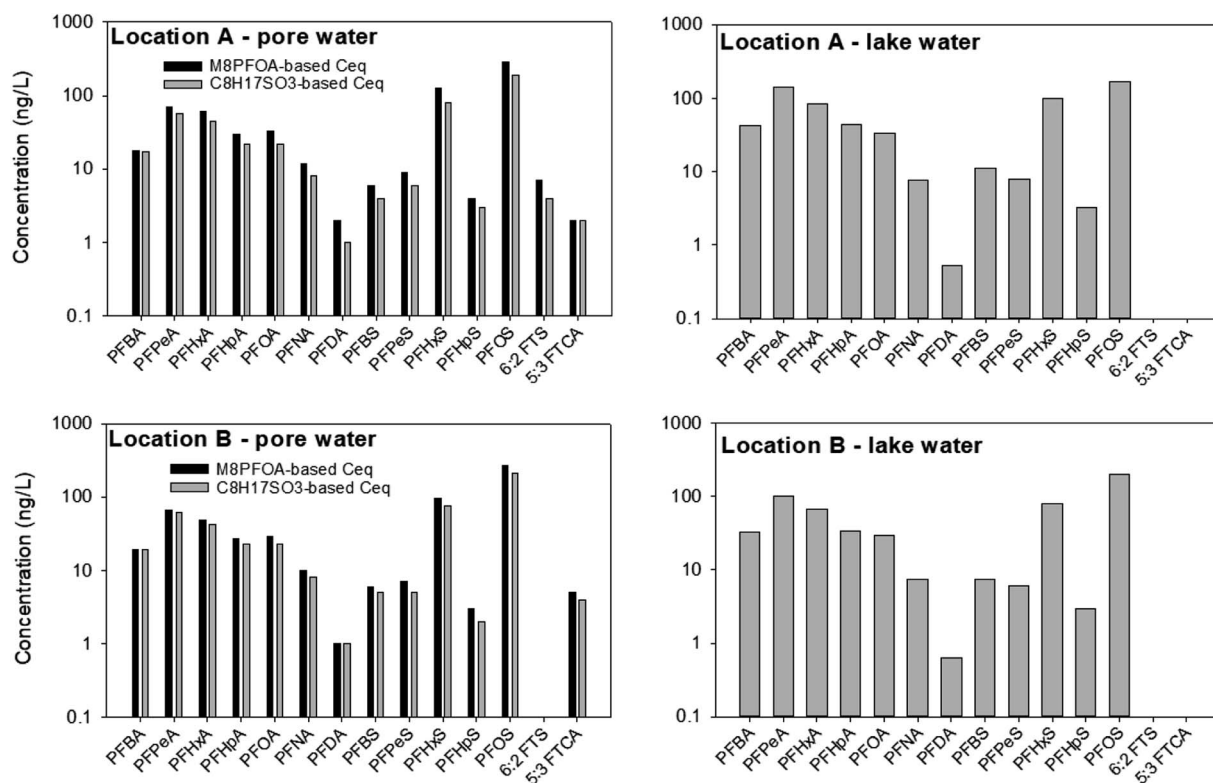 Location A - pore water
M8PFOA-based Ceq
C8H17SO3-based Ceq
Concentration (ng/L)
1000
100
10
1
0.1
PFBA
PFPeA
PFHxA
PFHpA
PFOA
PFNA
PFDA
PFBS
PFPeS
PFHxS
PFHpS
PFOS
6:2 FTS
5:3 FTCA
Location A - lake water
1000
100
10
1
0.1
PFBA
PFPeA
PFHxA
PFHpA
PFOA
PFNA
PFDA
PFBS
PFPeS
PFHxS
PFHpS
PFOS
6:2 FTS
5:3 FTCA
Location B - pore water
M8PFOA-based Ceq
C8H17SO3-based Ceq
Concentration (ng/L)
1000
100
10
1
0.1
PFBA
PFPeA
PFHxA
PFHpA
PFOA
PFNA
PFDA
PFBS
PFPeS
PFHxS
PFHpS
PFOS
6:2 FTS
5:3 FTCA
Location B - lake water
1000
100
10
1
0.1
PFBA
PFPeA
PFHxA
PFHpA
PFOA
PFNA
PFDA
PFBS
PFPeS
PFHxS
PFHpS
PFOS
6:2 FTS
5:3 FTCA